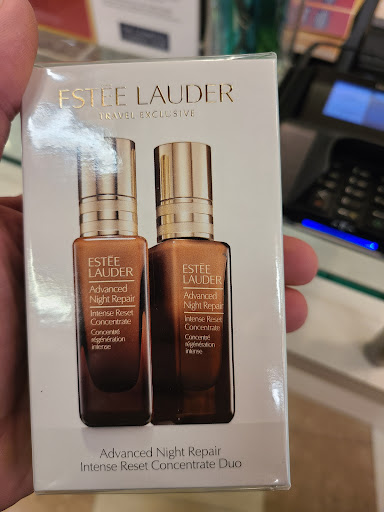 ESTĒE LAUDER
TRAVEL EXCLUSIVE
ESTĒE
LAUDER
Advanced
Night Repair
Intense Reset
Concentrate
Concentré
régénération
intense
ESTĒE
LAUDER
Advanced
Night Repair
Intense Reset
Concentrate
Concentré
régénération
intense
Advanced Night Repair
Intense Reset Concentrate Duo